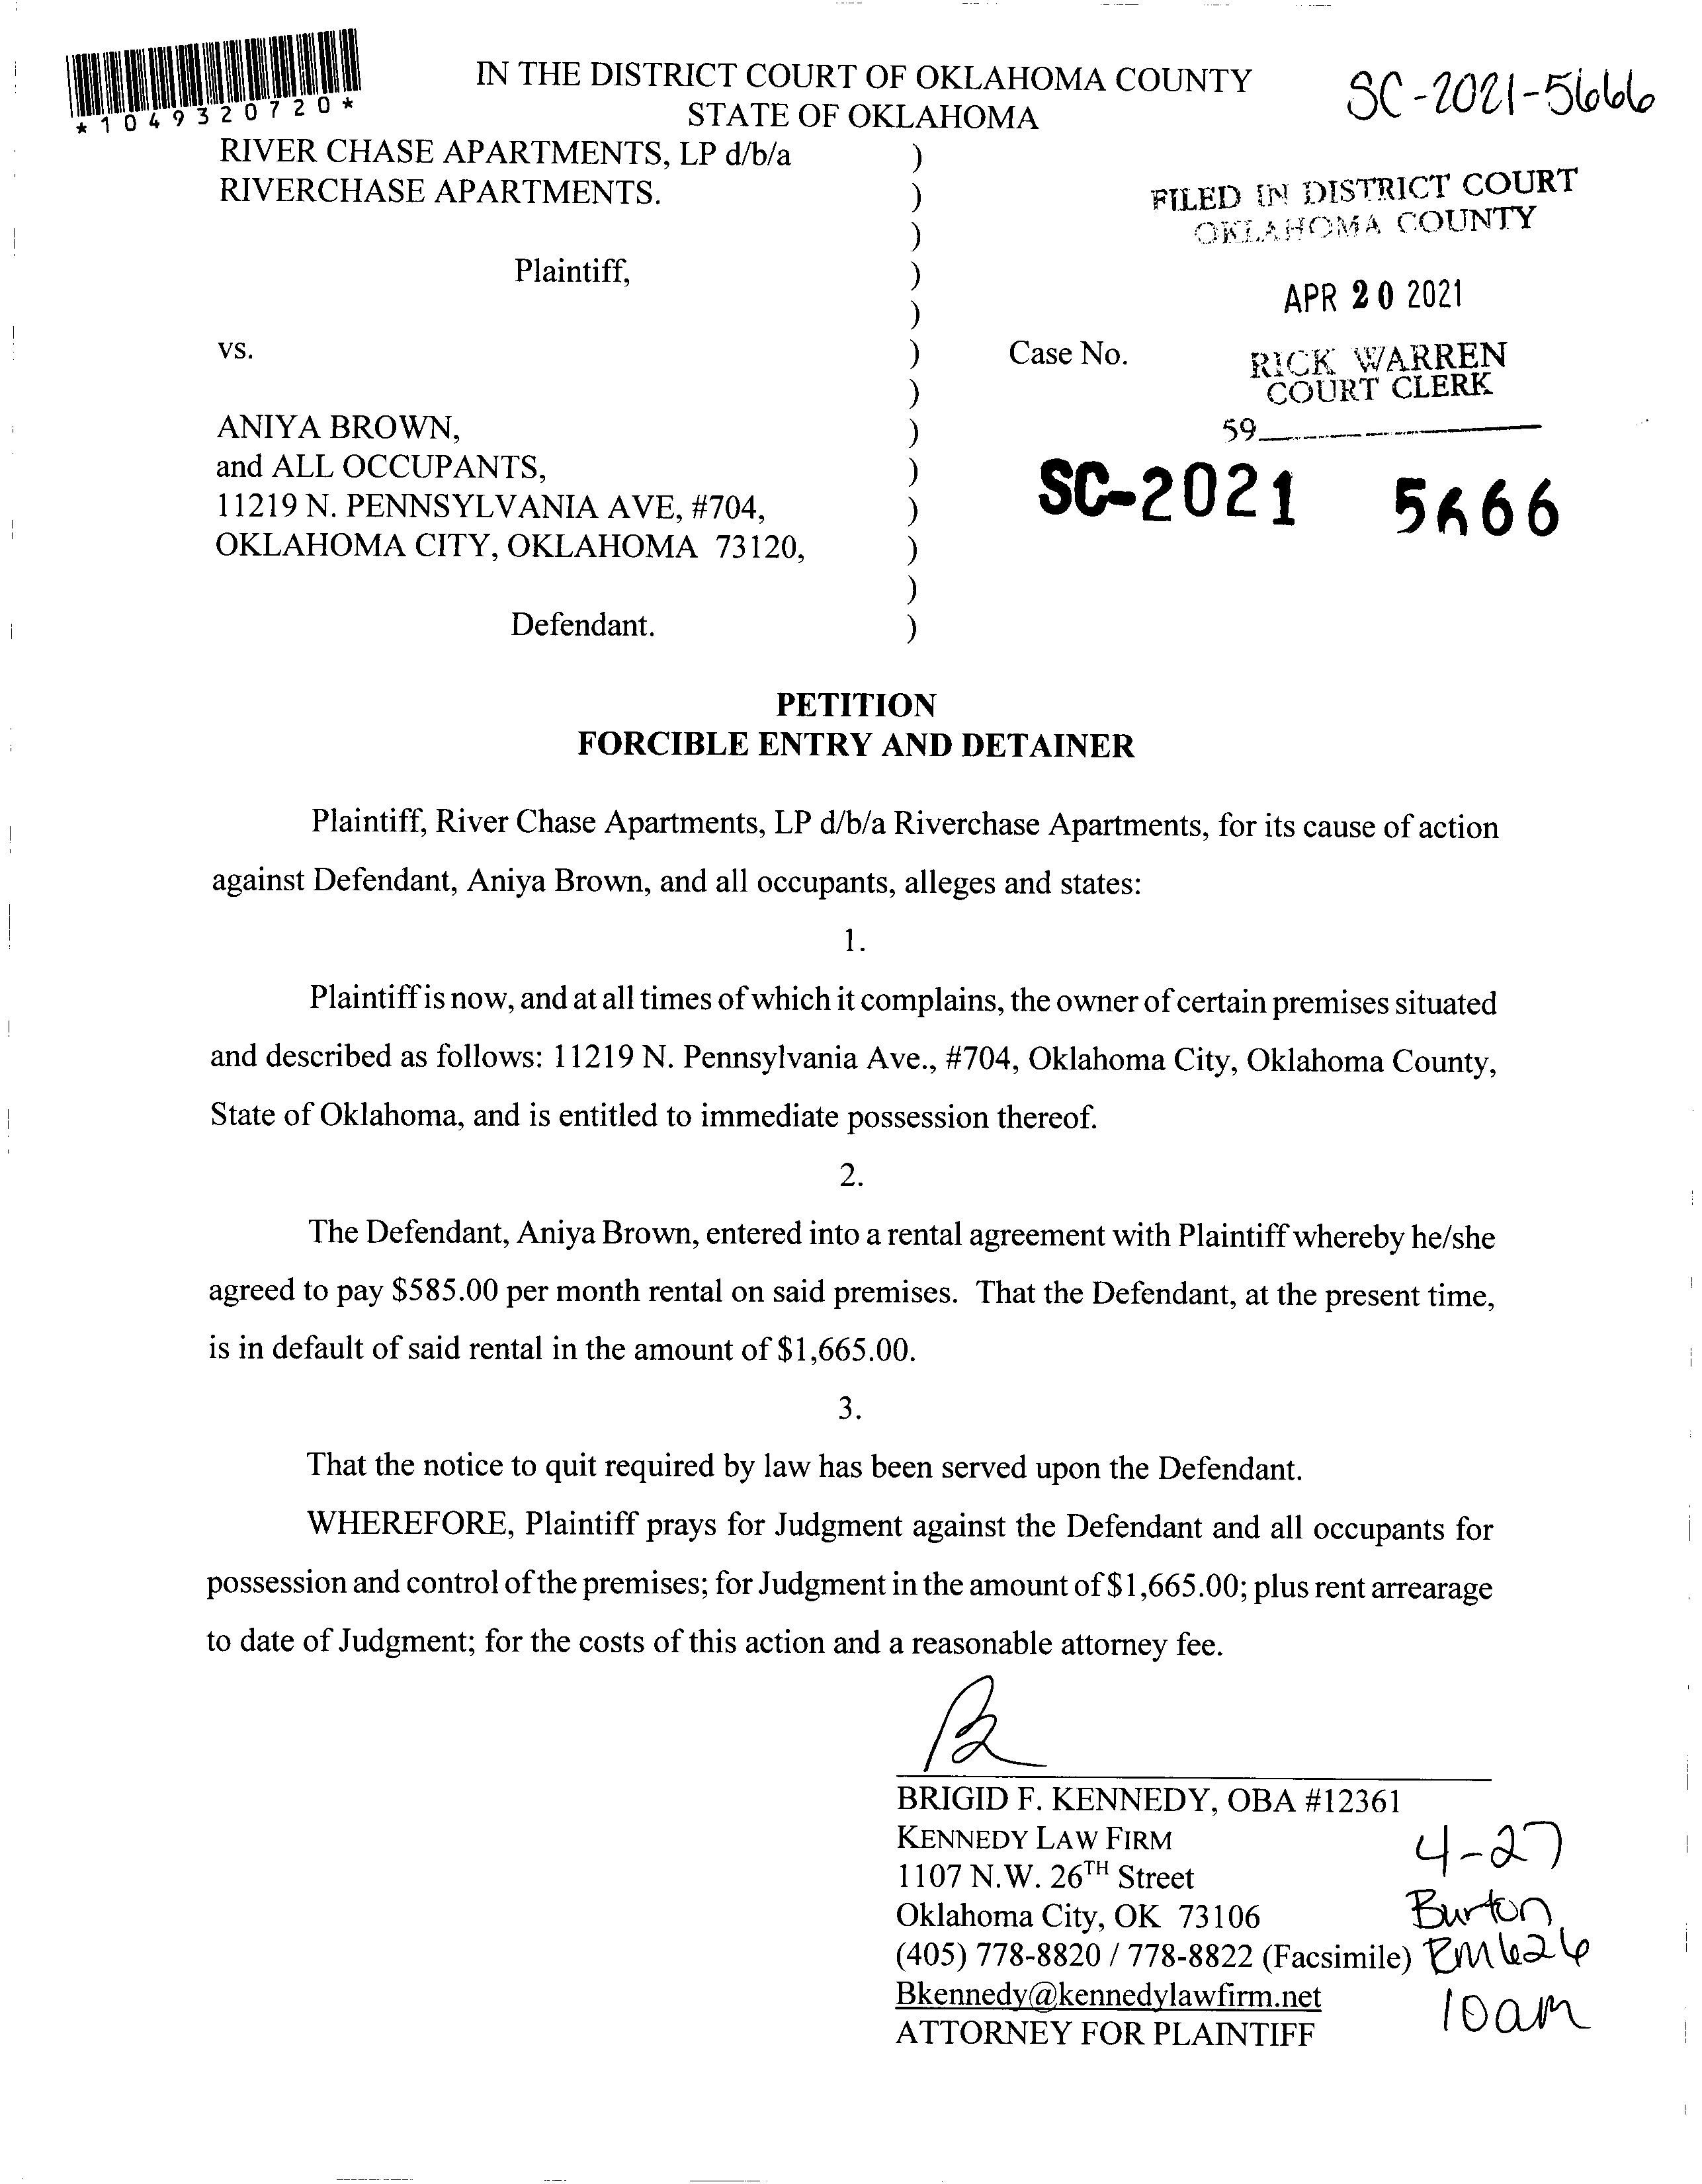 *1049320720*
IN THE DISTRICT COURT OF OKLAHOMA COUNTY
STATE OF OKLAHOMA
SC-2021-5666
RIVER CHASE APARTMENTS, LP d/b/a )
RIVERCHASE APARTMENTS. )
)
Plaintiff, )
)
vs. ) Case No.
)
ANIYA BROWN, )
and ALL OCCUPANTS, )
11219 N. PENNSYLVANIA AVE, #704, )
OKLAHOMA CITY, OKLAHOMA 73120, )
)
Defendant. )
FILED IN DISTRICT COURT
OKLAHOMA COUNTY
APR 20 2021
RICK WARREN
COURT CLERK
59
SC-2021 5666
PETITION
FORCIBLE ENTRY AND DETAINER
Plaintiff, River Chase Apartments, LP d/b/a Riverchase Apartments, for its cause of action
against Defendant, Aniya Brown, and all occupants, alleges and states:
1.
Plaintiff is now, and at all times of which it complains, the owner of certain premises situated
and described as follows: 11219 N. Pennsylvania Ave., #704, Oklahoma City, Oklahoma County,
State of Oklahoma, and is entitled to immediate possession thereof.
2.
The Defendant, Aniya Brown, entered into a rental agreement with Plaintiff whereby he/she
agreed to pay $585.00 per month rental on said premises. That the Defendant, at the present time,
is in default of said rental in the amount of $1,665.00.
3.
That the notice to quit required by law has been served upon the Defendant.
WHEREFORE, Plaintiff prays for Judgment against the Defendant and all occupants for
possession and control of the premises; for Judgment in the amount of $1,665.00; plus rent arrearage
to date of Judgment; for the costs of this action and a reasonable attorney fee.
BRIGID F. KENNEDY, OBA #12361
KENNEDY LAW FIRM
1107 N.W. 26TH Street
Oklahoma City, OK 73106
(405) 778-8820 / 778-8822 (Facsimile)
Bkennedy@kennedylawfirm.net
ATTORNEY FOR PLAINTIFF
4-27
Burton
RM 626
10am